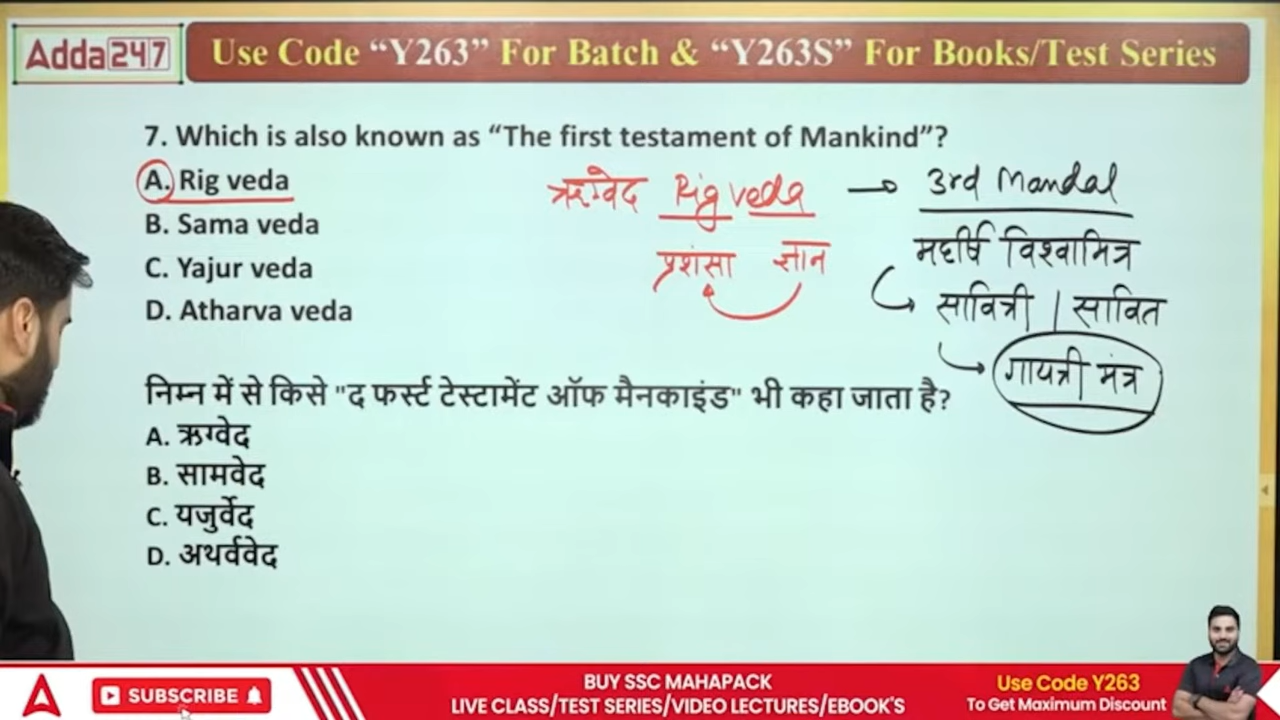 Adda247
Use Code “Y263” For Batch & “Y263S” For Books/Test Series
7. Which is also known as “The first testament of Mankind”?
A. Rig veda
B. Sama veda
C. Yajur veda
D. Atharva veda
ऋग्वेद Rig veda → 3rd Mandal
प्रशंसा ज्ञान
महर्षि विश्वामित्र
सावित्री | सावित
गायत्री मंत्र
निम्न में से किसे "द फर्स्ट टेस्टामेंट ऑफ मैनकाइंड" भी कहा जाता है?
A. ऋग्वेद
B. सामवेद
C. यजुर्वेद
D. अथर्ववेद
SUBSCRIBE
BUY SSC MAHAPACK
LIVE CLASS/TEST SERIES/VIDEO LECTURES/EBOOK'S
Use Code Y263
To Get Maximum Discount